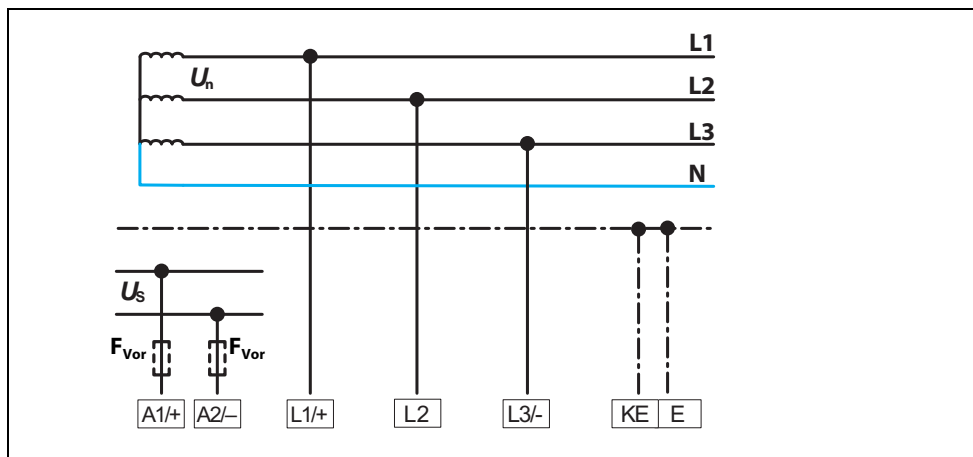 L1
Un
L2
L3
N
US
FVor FVor
A1/+ A2/– L1/+ L2 L3/- KE E